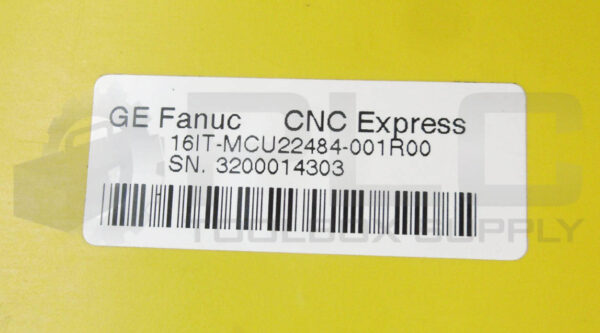 GE Fanuc CNC Express
16IT-MCU22484-001R00
SN. 3200014303
PLC
TOOLBOX SUPPLY